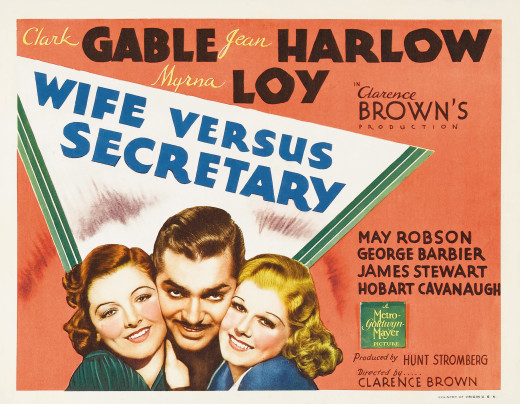 Clark GABLE Jean HARLOW
Myrna LOY
IN Clarence
BROWN'S
PRODUCTION
WIFE VERSUS
SECRETARY
MAY ROBSON
GEORGE BARBIER
JAMES STEWART
HOBART CAVANAUGH
A
Metro-
Goldwyn-
Mayer
PICTURE
Produced by HUNT STROMBERG
Directed by.....
CLARENCE BROWN